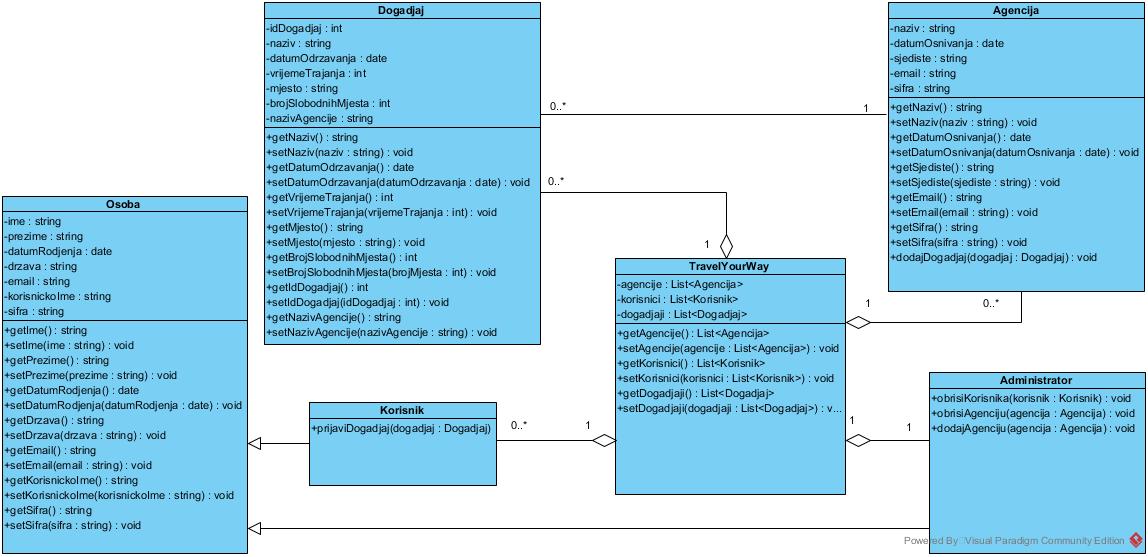 Dogadjaj
-idDogadjaj : int
-naziv : string
-datumOdrzavanja : date
-vrijemeTrajanja : int
-mjesto : string
-brojSlobodnihMjesta : int
-nazivAgencije : string
+getNaziv() : string
+setNaziv(naziv : string) : void
+getDatumOdrzavanja() : date
+setDatumOdrzavanja(datumOdrzavanja : date) : void
+getVrijemeTrajanja() : int
+setVrijemeTrajanja(vrijemeTrajanja : int) : void
+getMjesto() : string
+setMjesto(mjesto : string) : void
+getBrojSlobodnihMjesta() : int
+setBrojSlobodnihMjesta(brojMjesta : int) : void
+getIdDogadjaj() : int
+setIdDogadjaj(idDogadjaj : int) : void
+getNazivAgencije() : string
+setNazivAgencije(nazivAgencije : string) : void
0..*
1
0..*
1
Agencija
-naziv : string
-datumOsnivanja : date
-sjediste : string
-email : string
-sifra : string
+getNaziv() : string
+setNaziv(naziv : string) : void
+getDatumOsnivanja() : date
+setDatumOsnivanja(datumOsnivanja : date) : void
+getSjediste() : string
+setSjediste(sjediste : string) : void
+getEmail() : string
+setEmail(email : string) : void
+getSifra() : string
+setSifra(sifra : string) : void
+dodajDogadjaj(dogadjaj : Dogadjaj) : void
1
0..*
Osoba
-ime : string
-prezime : string
-datumRodjenja : date
-drzava : string
-email : string
-korisnickoIme : string
-sifra : string
+getIme() : string
+setIme(ime : string) : void
+getPrezime() : string
+setPrezime(prezime : string) : void
+getDatumRodjenja() : date
+setDatumRodjenja(datumRodjenja : date) : void
+getDrzava() : string
+setDrzava(drzava : string) : void
+getEmail() : string
+setEmail(email : string) : void
+getKorisnickoIme() : string
+setKorisnickoIme(korisnickoIme : string) : void
+getSifra() : string
+setSifra(sifra : string) : void
TravelYourWay
-agencije : List<Agencija>
-korisnici : List<Korisnik>
-dogadjaji : List<Dogadjaj>
+getAgencije() : List<Agencija>
+setAgencije(agencije : List<Agencija>) : void
+getKorisnici() : List<Korisnik>
+setKorisnici(korisnici : List<Korisnik>) : void
+getDogadjaji() : List<Dogadjaj>
+setDogadjaji(dogadjaji : List<Dogadjaj>) : v...
Korisnik
+prijaviDogadjaj(dogadjaj : Dogadjaj)
0..*
1
1
1
Administrator
+obrisiKorisnika(korisnik : Korisnik) : void
+obrisiAgenciju(agencija : Agencija) : void
+dodajAgenciju(agencija : Agencija) : void
Powered By Visual Paradigm Community Edition